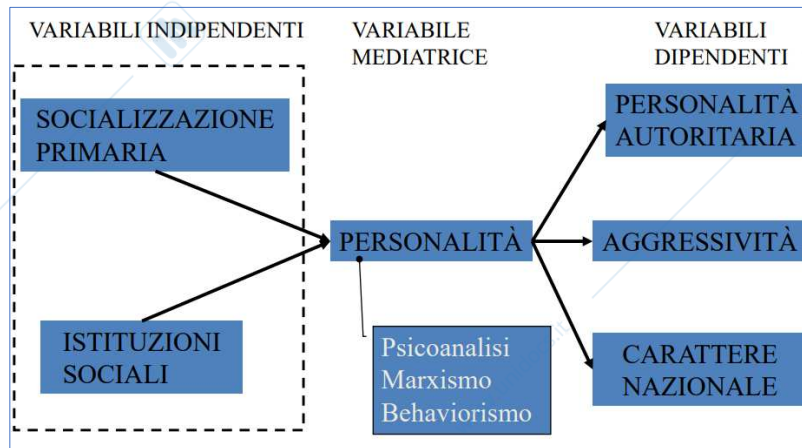 VARIABILI INDIPENDENTI
VARIABILE
MEDIATRICE
VARIABILI
DIPENDENTI
SOCIALIZZAZIONE
PRIMARIA
ISTITUZIONI
SOCIALI
PERSONALITÀ
Psicoanalisi
Marxismo
Behaviorismo
PERSONALITÀ
AUTORITARIA
AGGRESSIVITÀ
CARATTERE
NAZIONALE